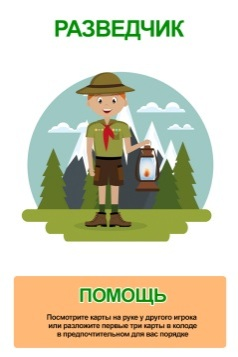 РАЗВЕДЧИК
ПОМОЩЬ
Посмотрите карты на руке у другого игрока
или разложите первые три карты в колоде
в предпочтительном для вас порядке